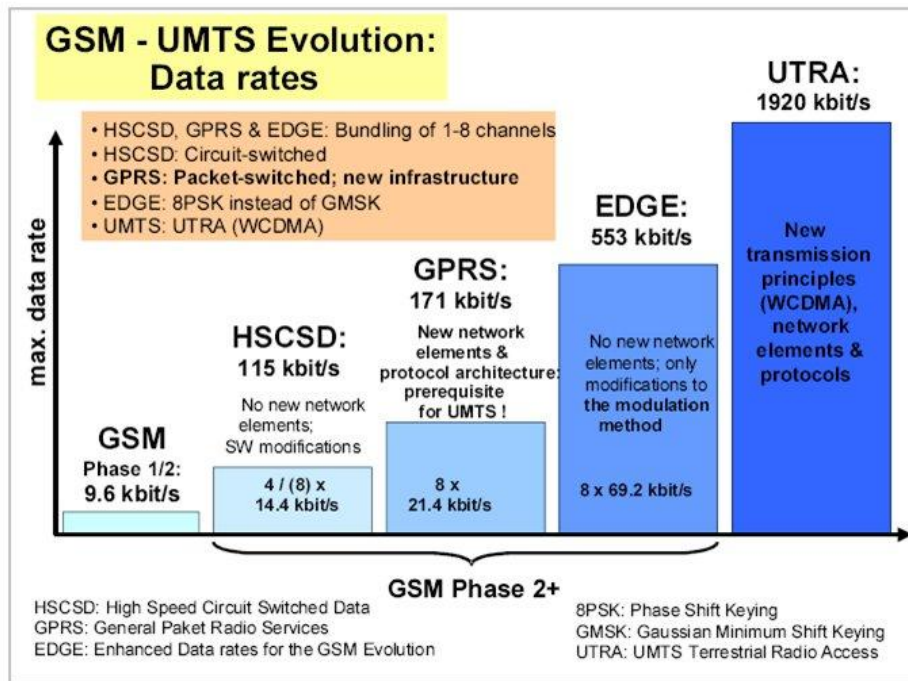 GSM - UMTS Evolution:
Data rates
• HSCSD, GPRS & EDGE: Bundling of 1-8 channels
• HSCSD: Circuit-switched
• GPRS: Packet-switched; new infrastructure
• EDGE: 8PSK instead of GMSK
• UMTS: UTRA (WCDMA)
max. data rate
GSM
Phase 1/2:
9.6 kbit/s
HSCSD:
115 kbit/s
No new network
elements;
SW modifications
4 / (8) x
14.4 kbit/s
GPRS:
171 kbit/s
New network
elements &
protocol architecture:
prerequisite
for UMTS !
8 x
21.4 kbit/s
EDGE:
553 kbit/s
No new network
elements; only
modifications to
the modulation
method
8 x 69.2 kbit/s
UTRA:
1920 kbit/s
New
transmission
principles
(WCDMA),
network
elements &
protocols
GSM Phase 2+
HSCSD: High Speed Circuit Switched Data
GPRS: General Paket Radio Services
EDGE: Enhanced Data rates for the GSM Evolution
8PSK: Phase Shift Keying
GMSK: Gaussian Minimum Shift Keying
UTRA: UMTS Terrestrial Radio Access